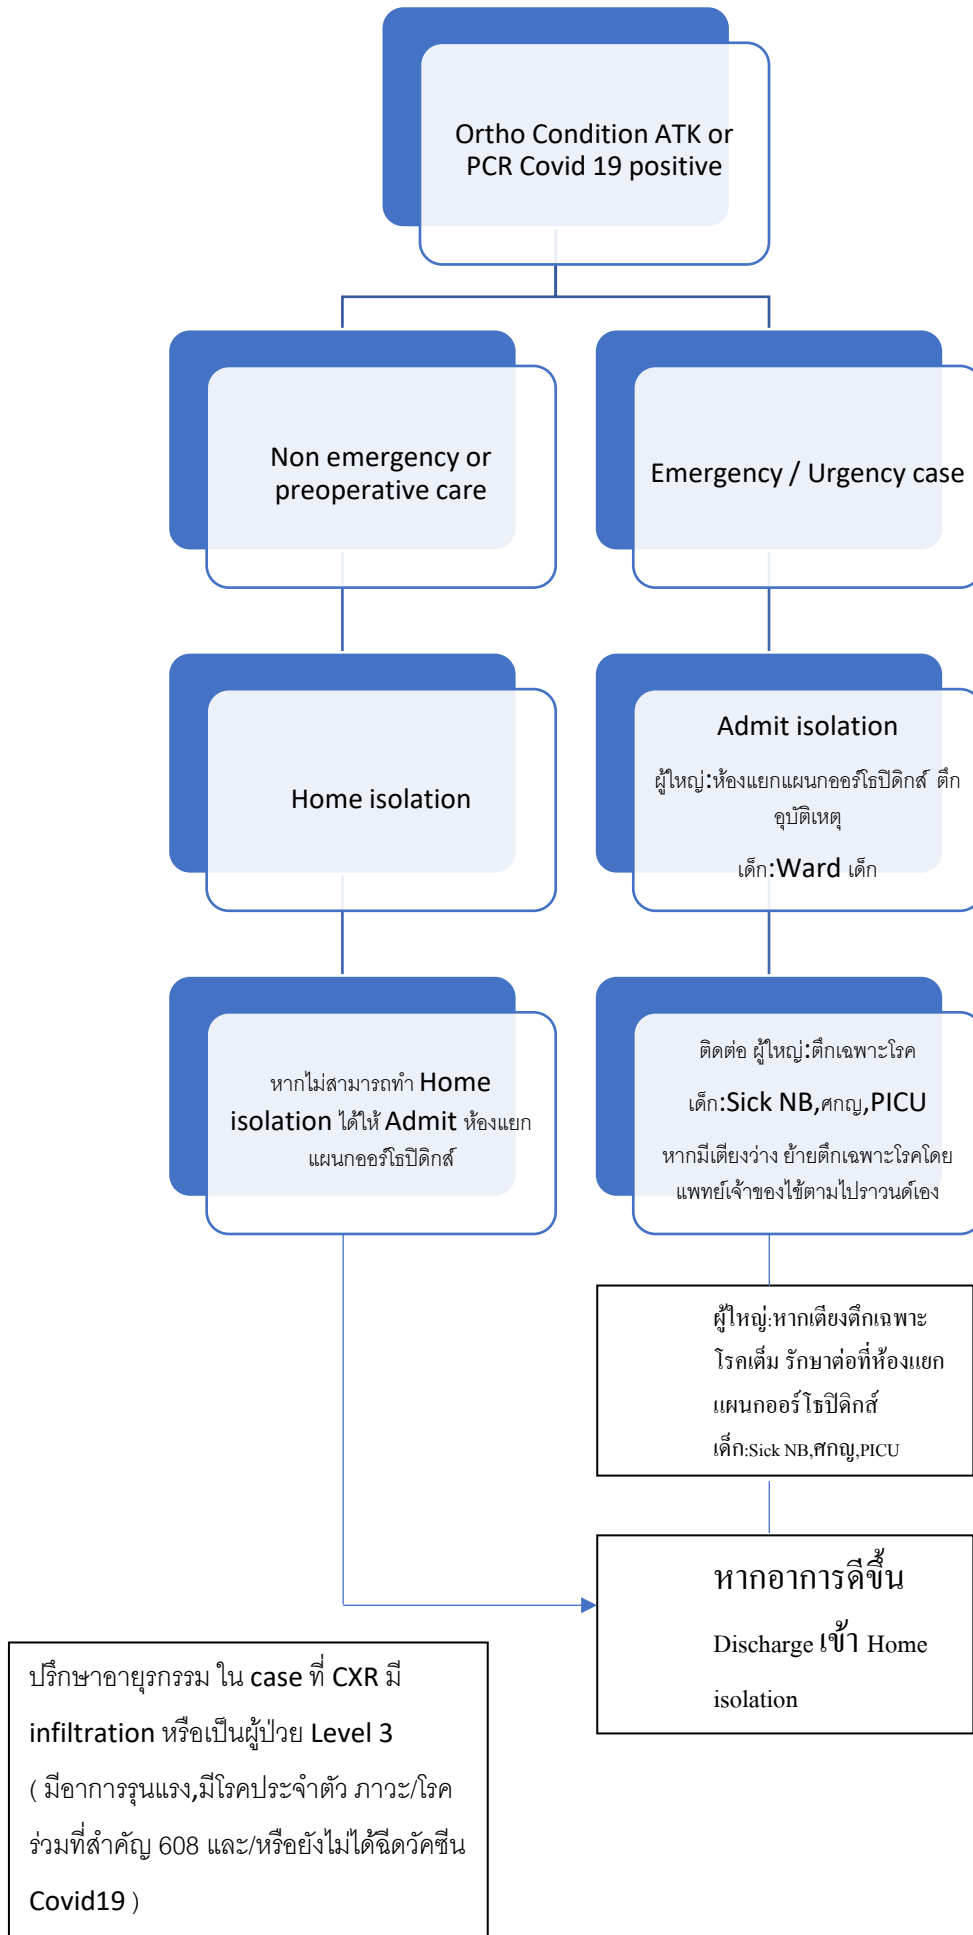 Ortho Condition ATK or
PCR Covid 19 positive
Non emergency or
preoperative care
Emergency / Urgency case
Home isolation
Admit isolation
ผู้ใหญ่:ห้องแยกแผนกออร์โธปิดิกส์ ตึก
อุบัติเหตุ
เด็ก:Ward เด็ก
หากไม่สามารถทำ Home
isolation ได้ให้ Admit ห้องแยก
แผนกออร์โธปิดิกส์
ติดต่อ ผู้ใหญ่:ตึกเฉพาะโรค
เด็ก:Sick NB,ศกญ,PICU
หากมีเตียงว่าง ย้ายตึกเฉพาะโรคโดย
แพทย์เจ้าของไข้ตามไปราวนด์เอง
ผู้ใหญ่:หากเตียงตึกเฉพาะ
โรคเต็ม รักษาต่อที่ห้องแยก
แผนกออร์โธปิดิกส์
เด็ก:Sick NB,ศกญ,PICU
หากอาการดีขึ้น
Discharge เข้า Home
isolation
ปรึกษาอายุรกรรม ใน case ที่ CXR มี
infiltration หรือเป็นผู้ป่วย Level 3
( มีอาการรุนแรง,มีโรคประจำตัว ภาวะ/โรค
ร่วมที่สำคัญ 608 และ/หรือยังไม่ได้ฉีดวัคซีน
Covid19 )